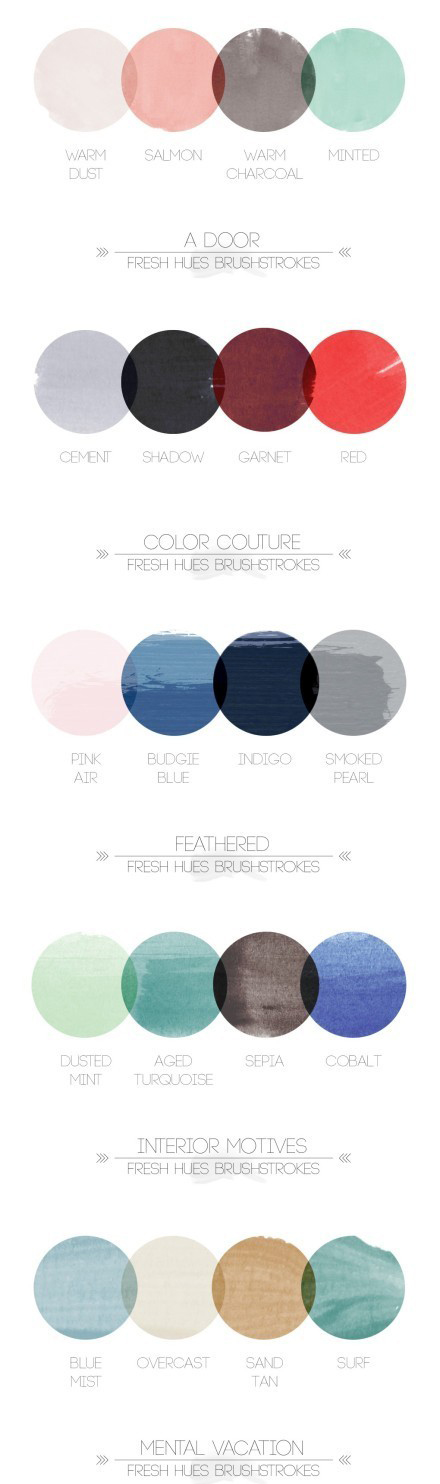 MINTED
WARM
CHARCOAL
SALMON
WARM
DUST
A DOOR
FRESH HUES BRUSHSTROKES
RED
GARNET
SHADOW
CEMENT
COLOR COUTURE
FRESH HUES BRUSHSTROKES
SMOKED
PEARL
INDIGO
BUDGIE
BLUE
PINK
AIR
FEATHERED
FRESH HUES BRUSHSTROKES
COBALT
SEPIA
AGED
TURQUOISE
DUSTED
MINT
INTERIOR MOTIVES
FRESH HUES BRUSHSTROKES
SURF
SAND
TAN
OVERCAST
BLUE
MIST
MENTAL VACATION
FRESH HUES BRUSHSTROKES